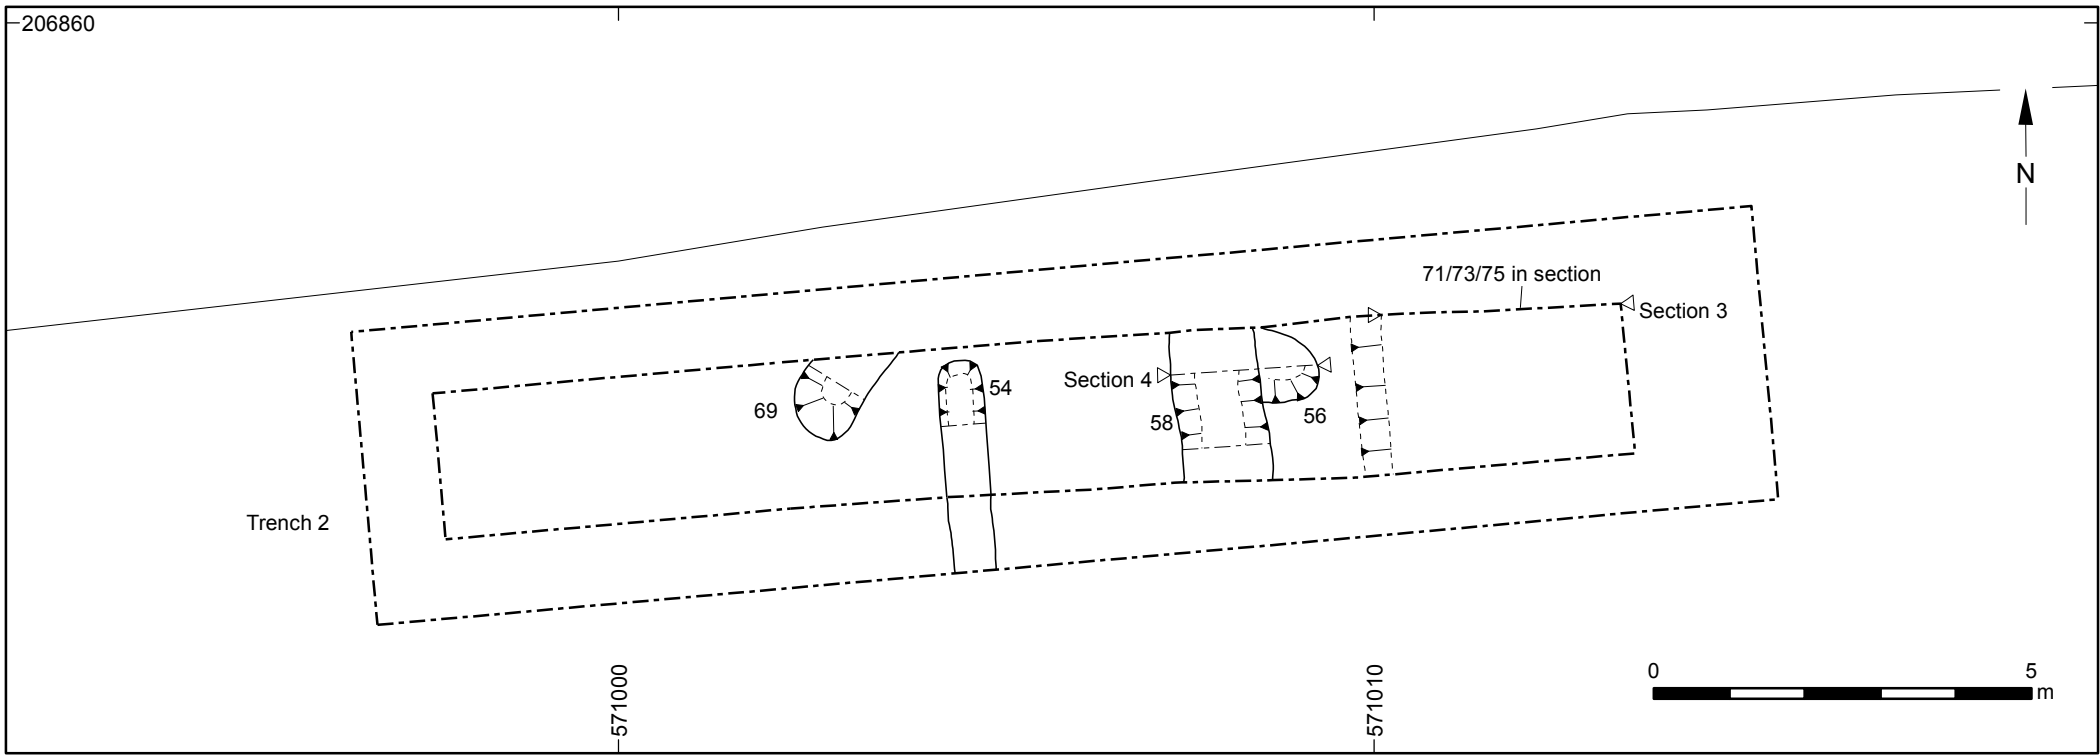 206860
N
71/73/75 in section
Section 3
Section 4
54
69
58
56
Trench 2
571000
571010
0 5
m